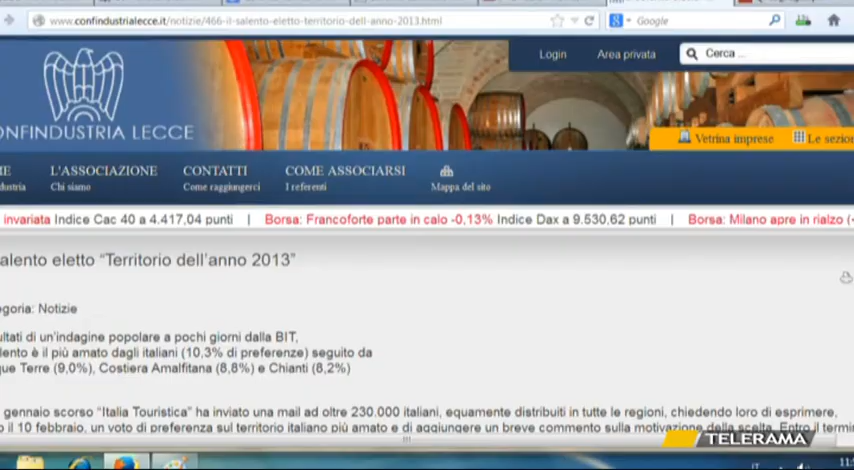 www.confindustrialecce.it/notizie/466-il-salento-eletto-territorio-dell-anno-2013.html
Google
Login
Area privata
Cerca ...
CONFINDUSTRIA LECCE
Vetrina imprese
Le sezion
ME
L'ASSOCIAZIONE
CONTATTI
COME ASSOCIARSI
dustria
Chi siamo
Come raggiungerci
I referenti
Mappa del sito
invariata Indice Cac 40 a 4.417,04 punti | Borsa: Francoforte parte in calo -0,13% Indice Dax a 9.530,62 punti | Borsa: Milano apre in rialzo (+
alento eletto “Territorio dell'anno 2013”
egoria: Notizie
ultati di un'indagine popolare a pochi giorni dalla BIT,
lento è il più amato dagli italiani (10,3% di preferenze) seguito da
que Terre (9,0%), Costiera Amalfitana (8,8%) e Chianti (8,2%)
gennaio scorso “Italia Touristica” ha inviato una mail ad oltre 230.000 italiani, equamente distribuiti in tutte le regioni, chiedendo loro di esprimere,
o il 10 febbraio, un voto di preferenza sul territorio italiano più amato e di aggiungere un breve commento sulla motivazione della scelta. Entro il termin
TELERAMA
IT